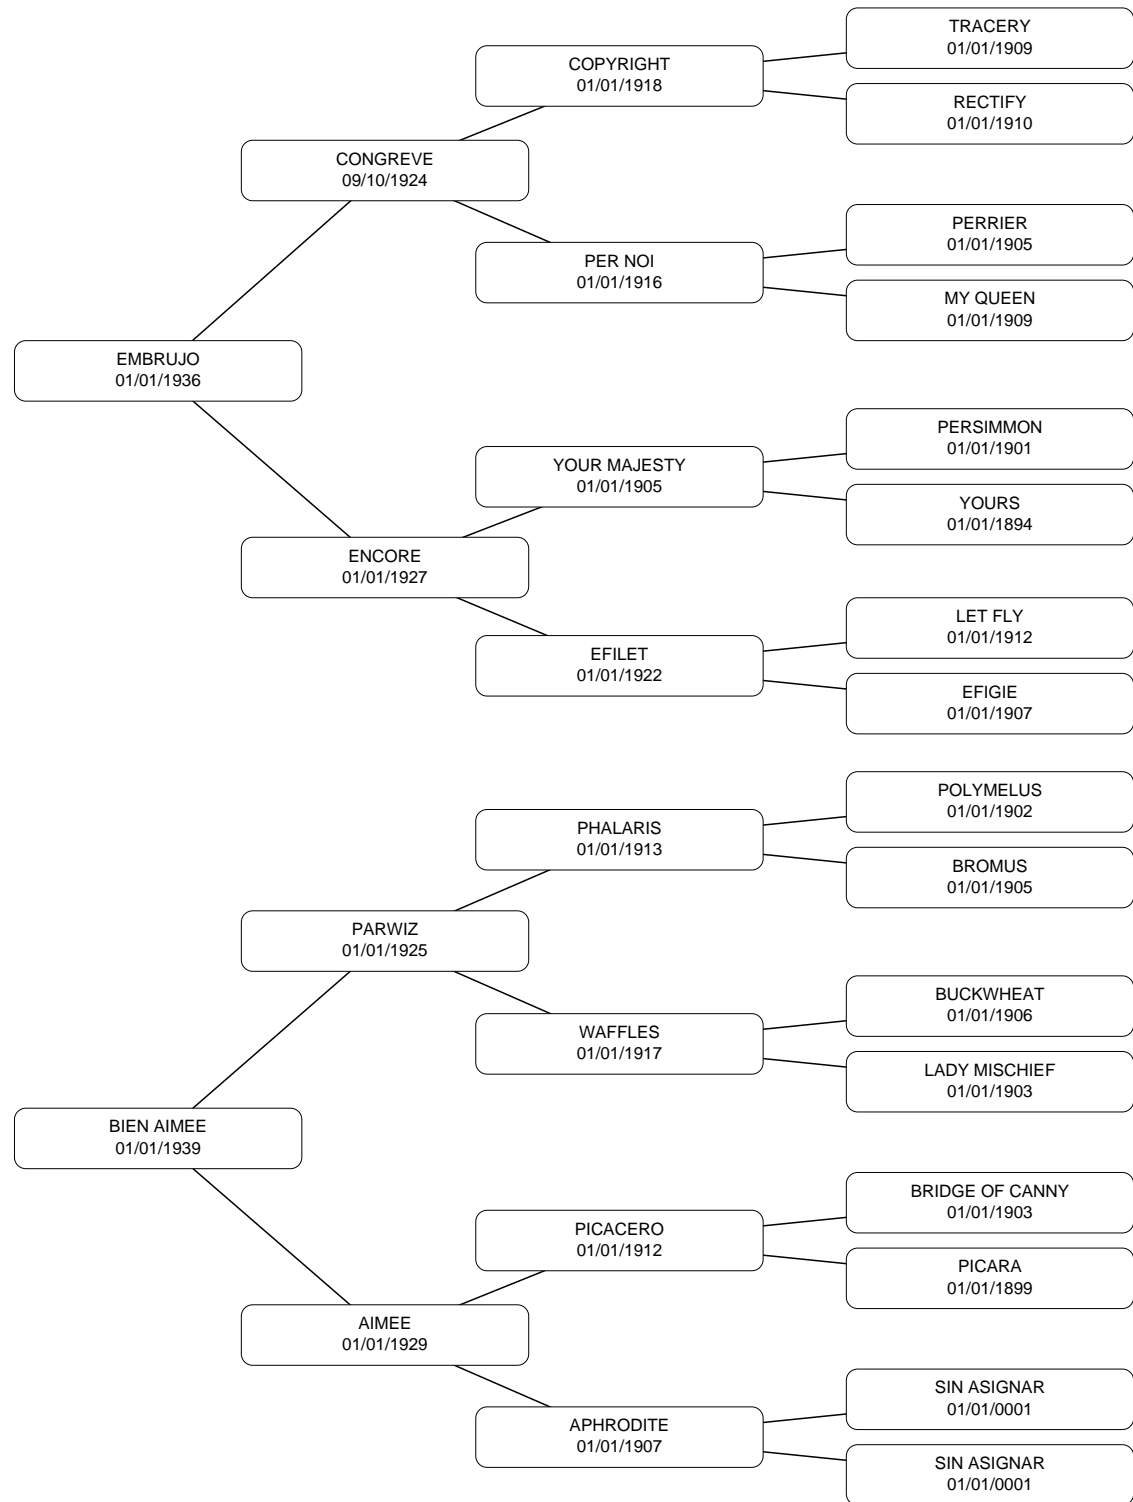 TRACERY
01/01/1909
COPYRIGHT
01/01/1918
RECTIFY
01/01/1910
CONGREVE
09/10/1924
PERRIER
01/01/1905
PER NOI
01/01/1916
MY QUEEN
01/01/1909
EMBRUJO
01/01/1936
PERSIMMON
01/01/1901
YOUR MAJESTY
01/01/1905
YOURS
01/01/1894
ENCORE
01/01/1927
LET FLY
01/01/1912
EFILET
01/01/1922
EFIGIE
01/01/1907
POLYMELUS
01/01/1902
PHALARIS
01/01/1913
BROMUS
01/01/1905
PARWIZ
01/01/1925
BUCKWHEAT
01/01/1906
WAFFLES
01/01/1917
LADY MISCHIEF
01/01/1903
BIEN AIMEE
01/01/1939
BRIDGE OF CANNY
01/01/1903
PICACERO
01/01/1912
PICARA
01/01/1899
AIMEE
01/01/1929
SIN ASIGNAR
01/01/0001
APHRODITE
01/01/1907
SIN ASIGNAR
01/01/0001